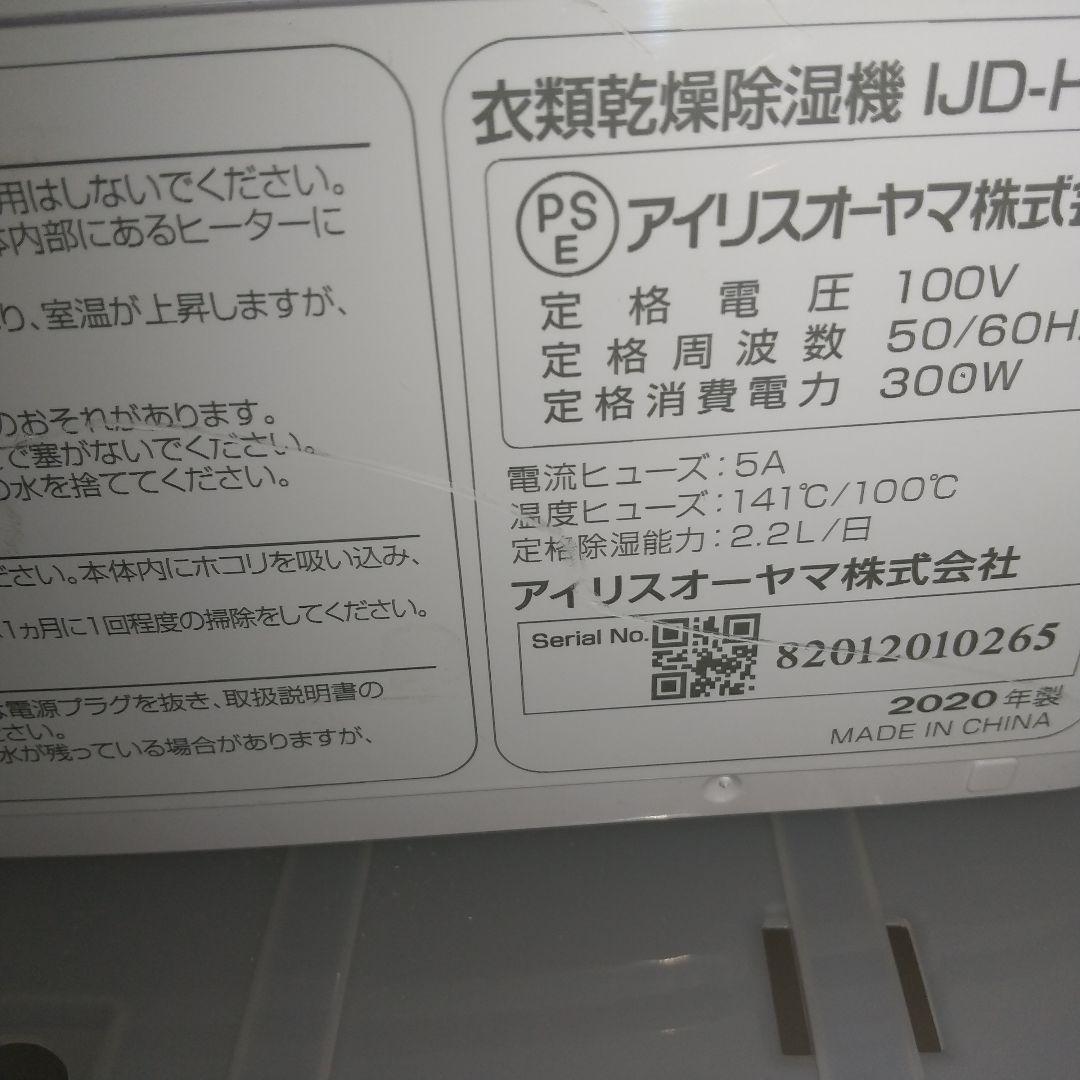 用はしないでください。
体内部にあるヒーターに
り、室温が上昇しますが、
のおそれがあります。
で塞がないでください。
の水を捨ててください。
ださい。本体内にホコリを吸い込み、
1ヵ月に1回程度の掃除をしてください。
電源プラグを抜き、取扱説明書の
ださい。
水が残っている場合がありますが、
衣類乾燥除湿機 IJD-H
PSE アイリスオーヤマ株式会
定格電圧 100V
定格周波数 50/60Hz
定格消費電力 300W
電流ヒューズ:5A
温度ヒューズ:141℃/100℃
定格除湿能力:2.2L/日
アイリスオーヤマ株式会社
Serial No. 82012010265
2020年製
MADE IN CHINA